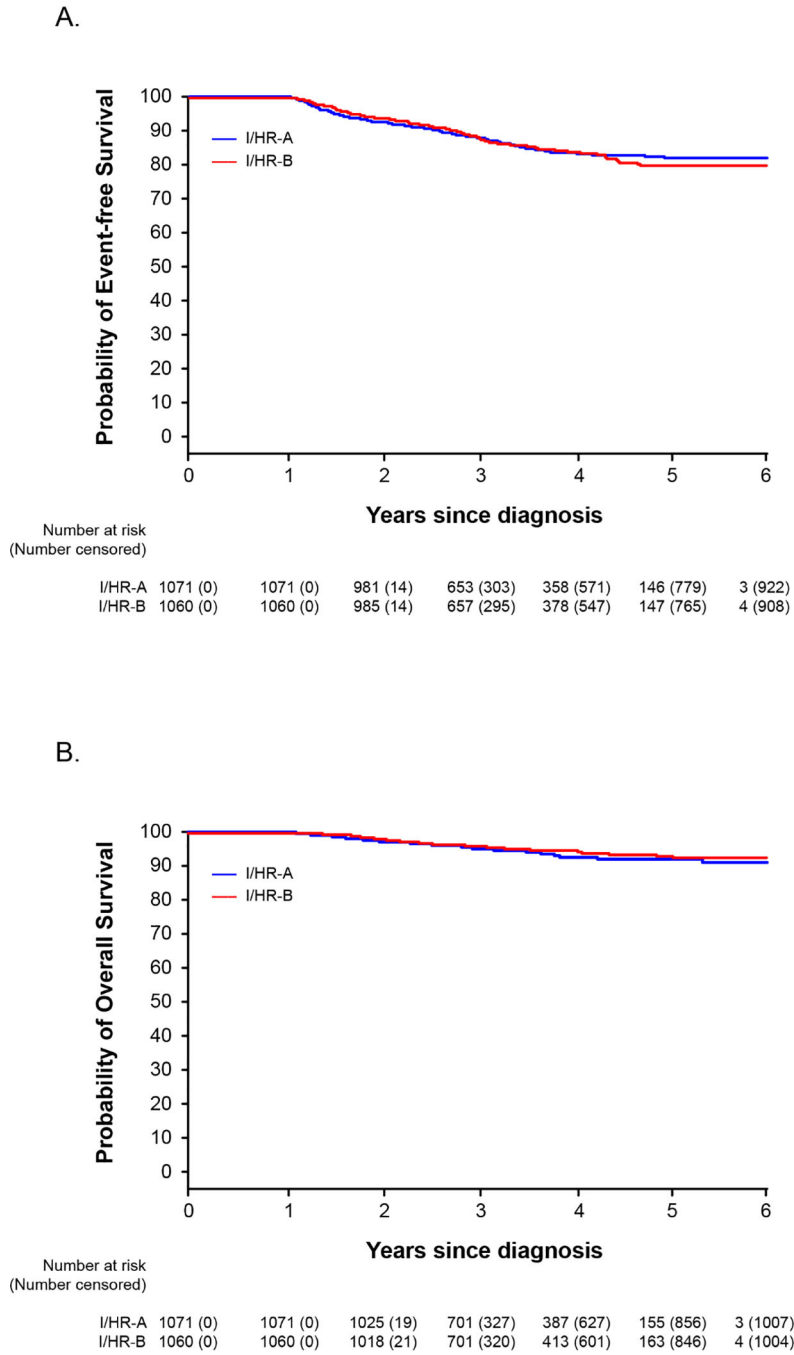 A.
Probability of Event-free Survival
100
90
80
70
60
50
40
30
20
10
0
I/HR-A
I/HR-B
0 1 2 3 4 5 6
Years since diagnosis
Number at risk
(Number censored)
I/HR-A 1071 (0) 1071 (0) 981 (14) 653 (303) 358 (571) 146 (779) 3 (922)
I/HR-B 1060 (0) 1060 (0) 985 (14) 657 (295) 378 (547) 147 (765) 4 (908)
B.
Probability of Overall Survival
100
90
80
70
60
50
40
30
20
10
0
I/HR-A
I/HR-B
0 1 2 3 4 5 6
Years since diagnosis
Number at risk
(Number censored)
I/HR-A 1071 (0) 1071 (0) 1025 (19) 701 (327) 387 (627) 155 (856) 3 (1007)
I/HR-B 1060 (0) 1060 (0) 1018 (21) 701 (320) 413 (601) 163 (846) 4 (1004)